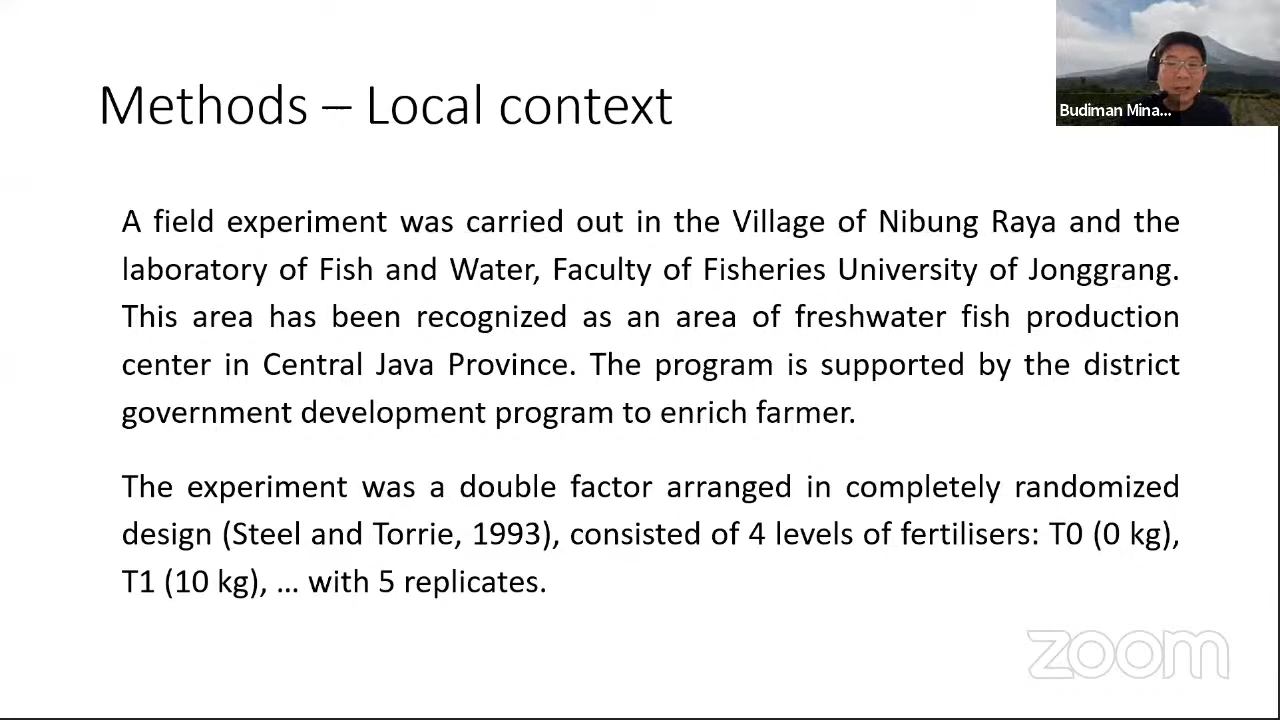 Methods – Local context
Budiman Mina...
A field experiment was carried out in the Village of Nibung Raya and the
laboratory of Fish and Water, Faculty of Fisheries University of Jonggrang.
This area has been recognized as an area of freshwater fish production
center in Central Java Province. The program is supported by the district
government development program to enrich farmer.
The experiment was a double factor arranged in completely randomized
design (Steel and Torrie, 1993), consisted of 4 levels of fertilisers: T0 (0 kg),
T1 (10 kg), … with 5 replicates.
zoom